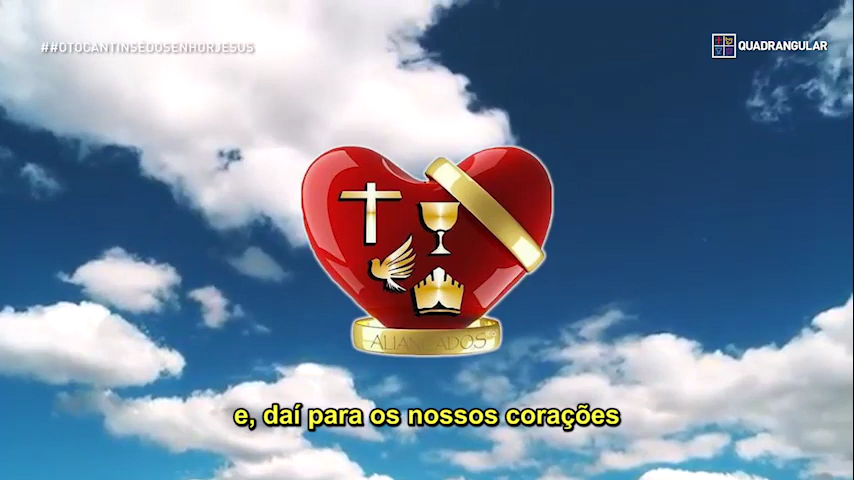 ##OTOCANTINSÉDOSENHORJESUS
QUADRANGULAR
ALIANÇADOS
e, daí para os nossos corações